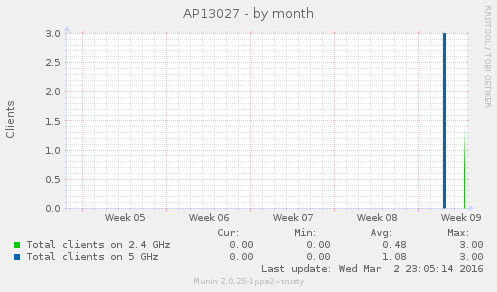 AP13027 - by month
RRDTOOL / TOBI OETIKER
Clients
3.0
2.5
2.0
1.5
1.0
0.5
0.0
Week 05 Week 06 Week 07 Week 08 Week 09
Cur: Min: Avg: Max:
Total clients on 2.4 GHz 0.00 0.00 0.48 3.00
Total clients on 5 GHz 0.00 0.00 1.08 3.00
Last update: Wed Mar 2 23:05:14 2016
Munin 2.0.25-1ppa2~trusty